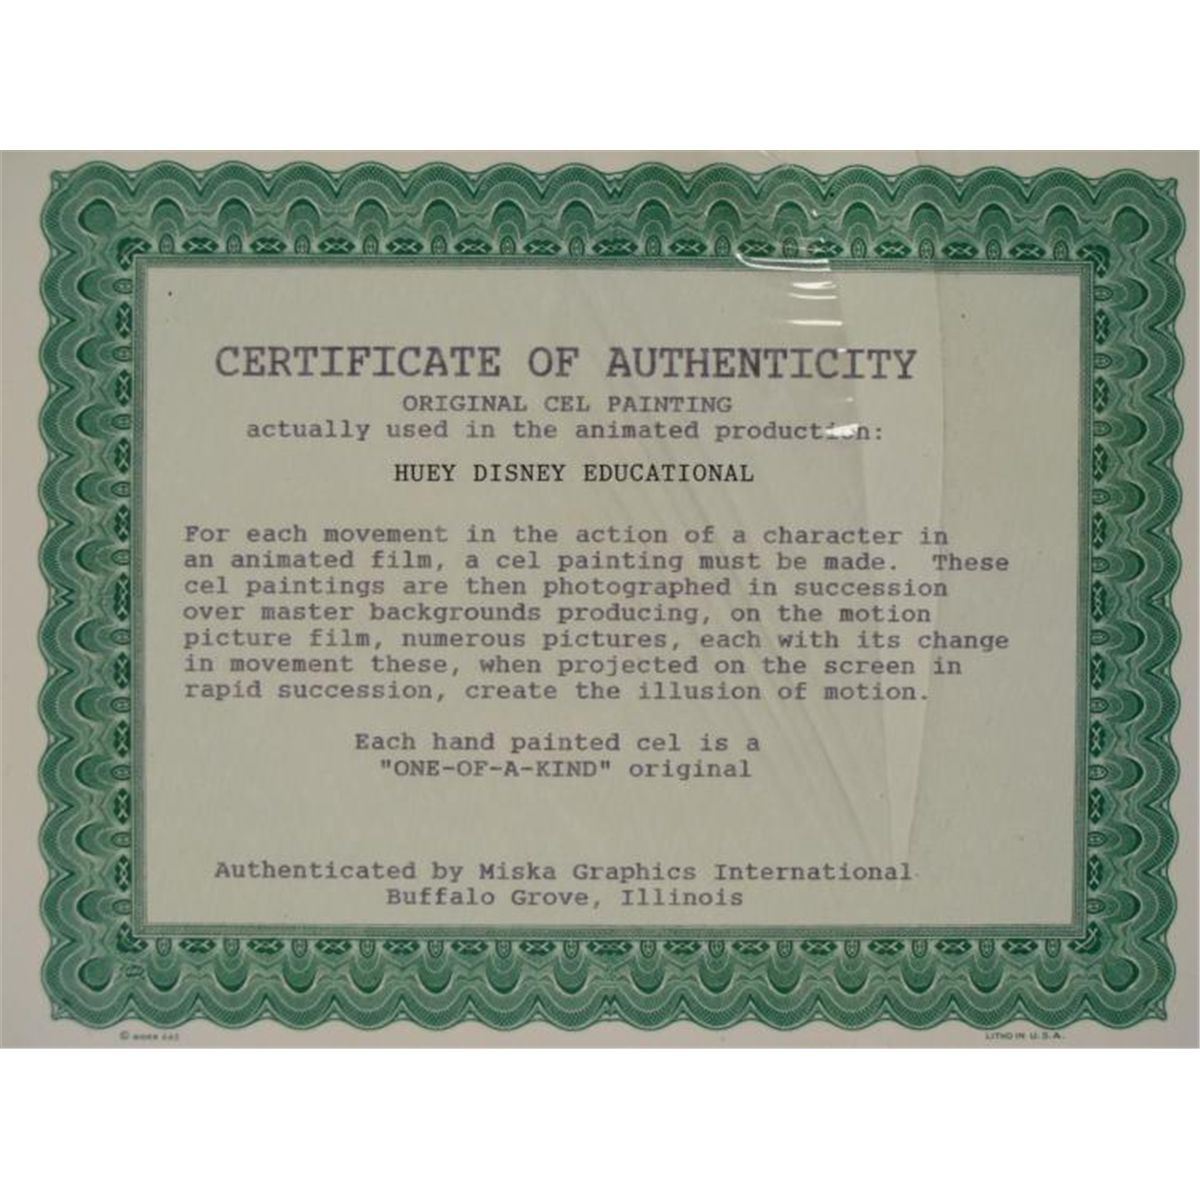 CERTIFICATE OF AUTHENTICITY
ORIGINAL CEL PAINTING
actually used in the animated production:
HUEY DISNEY EDUCATIONAL
For each movement in the action of a character in
an animated film, a cel painting must be made. These
cel paintings are then photographed in succession
over master backgrounds producing, on the motion
picture film, numerous pictures, each with its change
in movement these, when projected on the screen in
rapid succession, create the illusion of motion.
Each hand painted cel is a
"ONE-OF-A-KIND" original
Authenticated by Miska Graphics International
Buffalo Grove, Illinois
©
LITHO IN U.S.A.